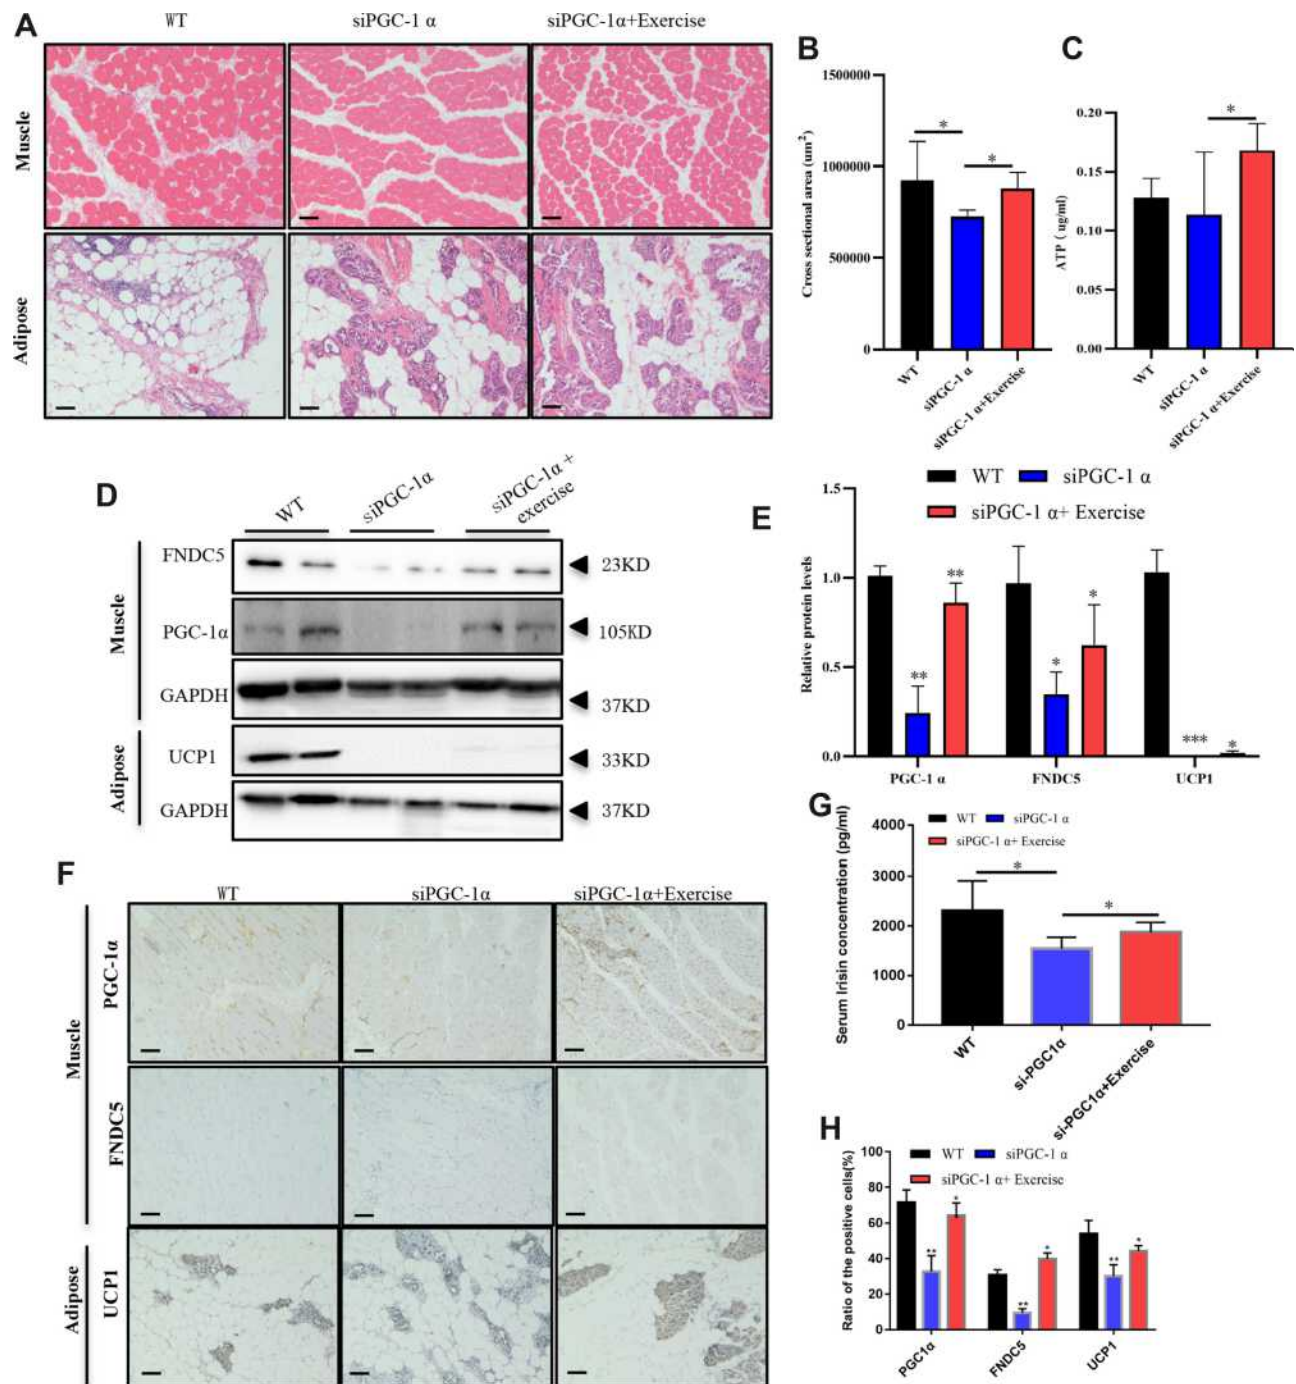 A
WT
siPGC-1 α
siPGC-1α+Exercise
Muscle
Adipose
B
1500000
1000000
500000
0
Cross sectional area (um²)
*
*
WT
siPGC-1 α
siPGC-1 α+Exercise
C
0.20
0.15
0.10
0.05
0.00
ATP ( ug/ml)
*
WT
siPGC-1 α
siPGC-1 α+Exercise
D
WT
siPGC-1α
siPGC-1α +
exercise
Muscle
FNDC5
23KD
PGC-1α
105KD
GAPDH
37KD
Adipose
UCP1
33KD
GAPDH
37KD
E
WT
siPGC-1 α
siPGC-1 α+ Exercise
1.5
1.0
0.5
0.0
Relative protein levels
**
**
*
*
***
*
PGC-1 α
FNDC5
UCP1
F
WT
siPGC-1α
siPGC-1α+Exercise
Muscle
PGC-1α
FNDC5
Adipose
UCP1
G
WT
siPGC-1 α
siPGC-1 α+ Exercise
4000
3000
2000
1000
0
Serum Irisin concentration (pg/ml)
*
*
WT
si-PGC1α
si-PGC1α+Exercise
H
WT
siPGC-1 α
siPGC-1 α+ Exercise
100
80
60
40
20
0
Ratio of the positive cells(%)
**
*
**
*
**
*
PGC1α
FNDC5
UCP1